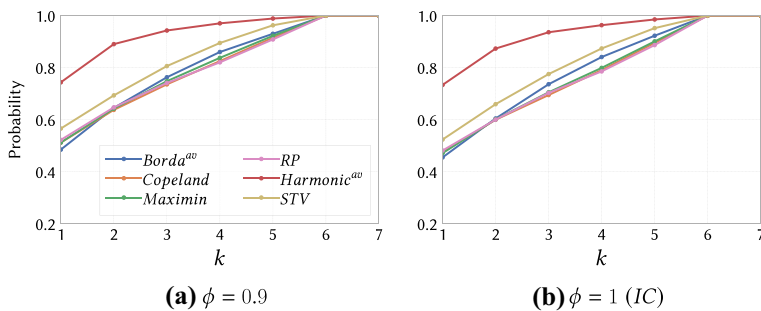 1.0
0.8
0.6
0.4
0.2
Probability
1 2 3 4 5 6 7
k
Borda^av
Copeland
Maximin
RP
Harmonic^av
STV
(a) ϕ = 0.9
1.0
0.8
0.6
0.4
0.2
1 2 3 4 5 6 7
k
(b) ϕ = 1 (IC)